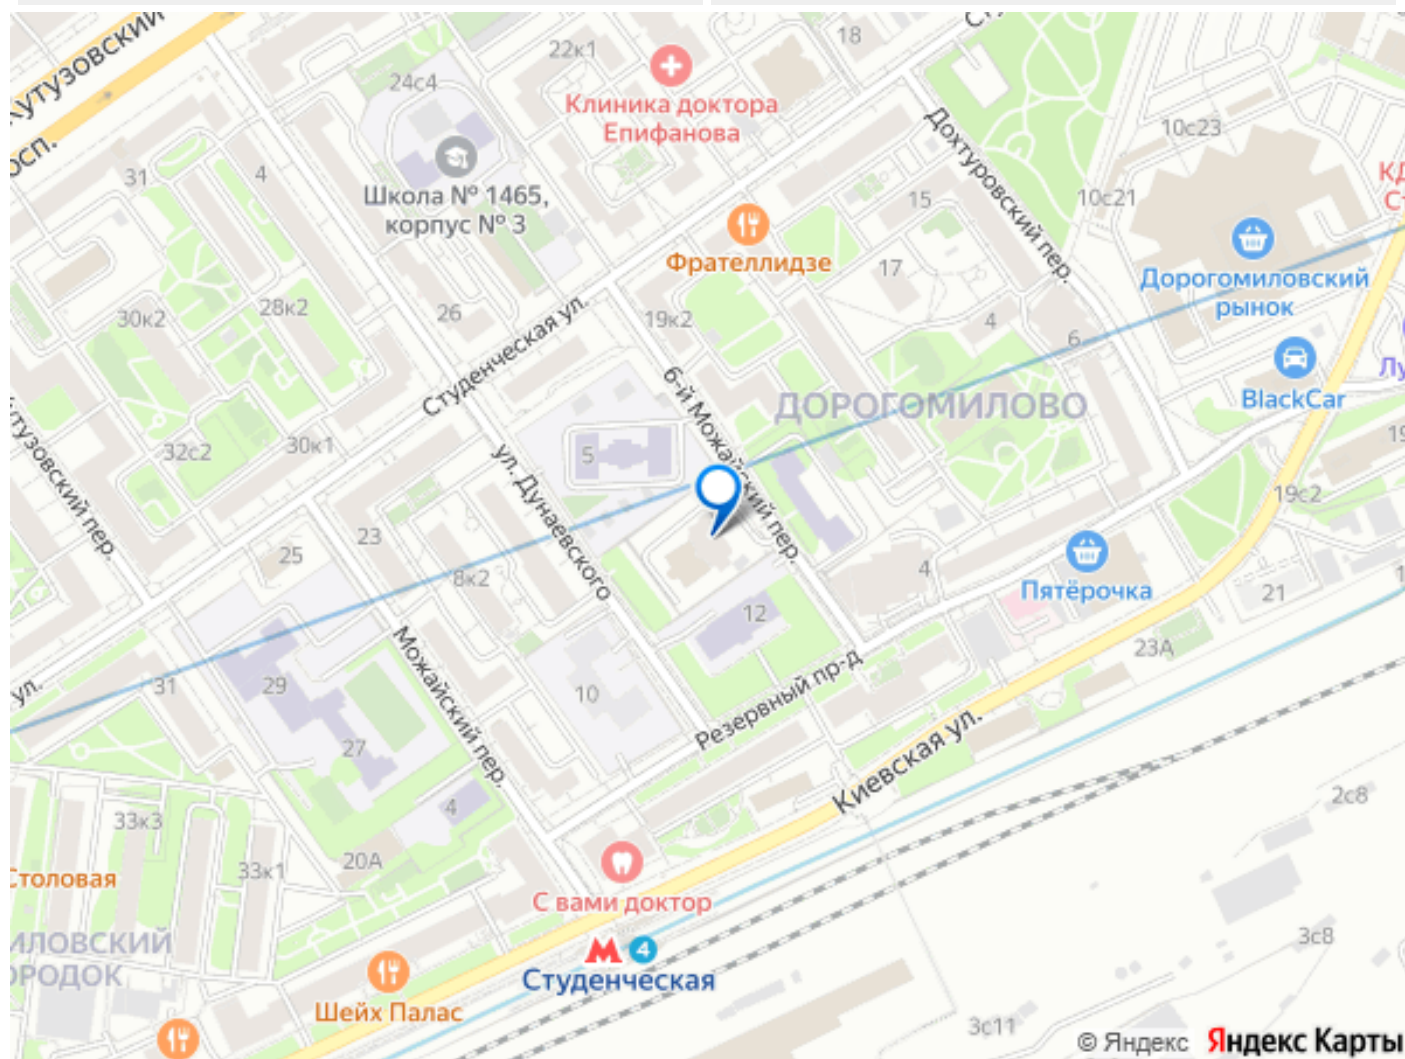 КУТУЗОВСКИЙ
22к1
18
24с4
Клиника доктора
Епифанова
10с23
Дохтуровский пер.
31
4
Школа № 1465,
корпус № 3
15
10с21
Фрателлидзе
17
Дорогомиловский
рынок
30к2
28к2
26
19к2
4
6
Студенческая ул.
6-й Можайский пер.
ДОРОГОМИЛОВО
BlackCar
32с2
30к1
5
ул. Дунаевского
19с2
23
25
8к2
4
Пятёрочка
21
12
23А
Можайский пер.
31
29
10
Резервный пр-д
27
Киевская ул.
4
2с8
33к3
20А
33к1
Столовая
С вами доктор
3с8
4
Студенческая
Шейх Палас
3с11
© Яндекс Яндекс Карты